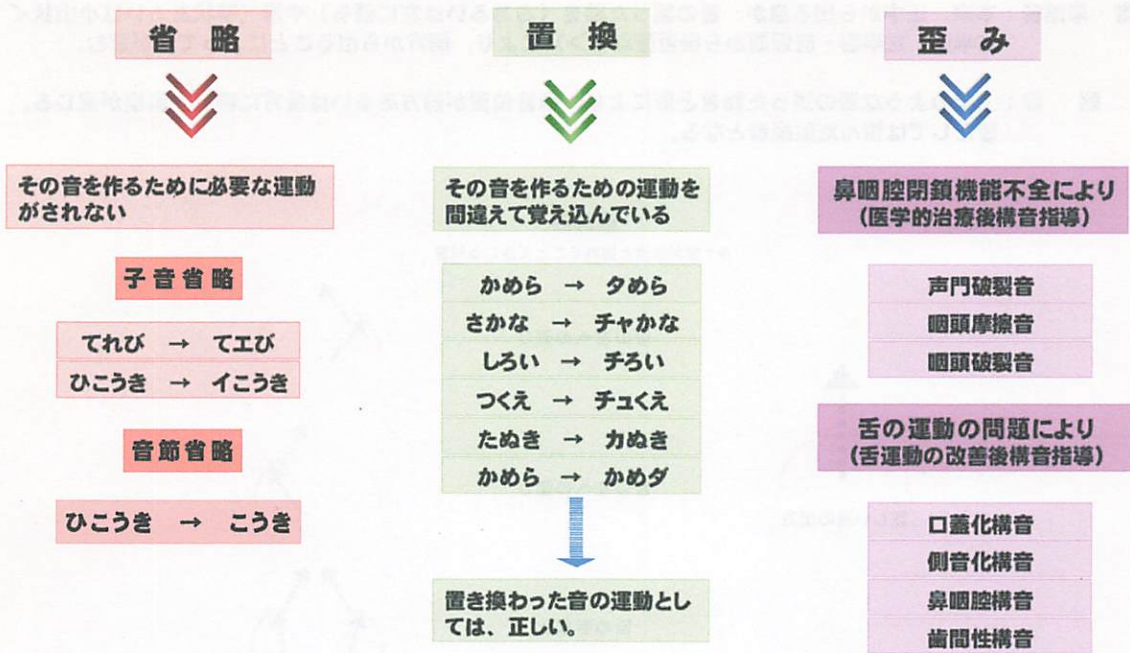 省略
その音を作るために必要な運動
がされない
子音省略
てれび → てエび
ひこうき → イこうき
音節省略
ひこうき → こうき
置換
その音を作るための運動を
間違えて覚え込んでいる
かめら → タめら
さかな → チャかな
しろい → チろい
つくえ → チュくえ
たぬき → カぬき
かめら → かめダ
置き換わった音の運動とし
ては、正しい。
歪み
鼻咽腔閉鎖機能不全により
(医学的治療後構音指導)
声門破裂音
咽頭摩擦音
咽頭破裂音
舌の運動の問題により
(舌運動の改善後構音指導)
口蓋化構音
側音化構音
鼻咽腔構音
歯間性構音